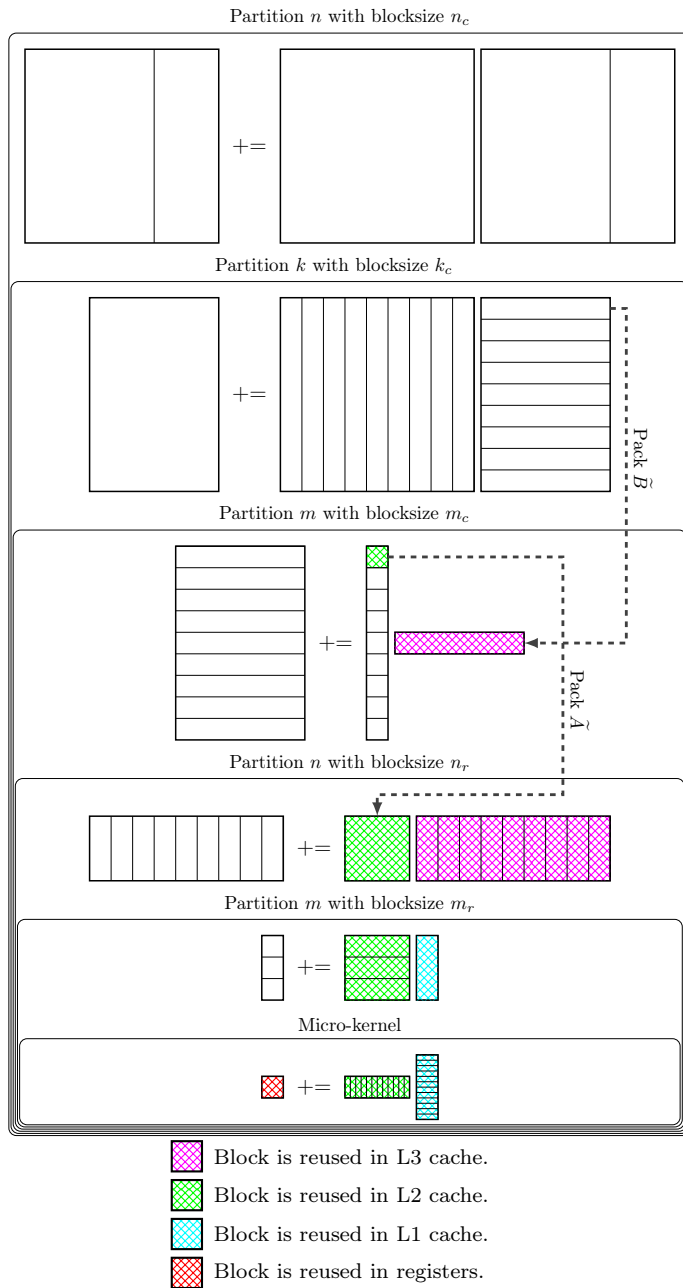 Partition n with blocksize n_c
+=
Partition k with blocksize k_c
+=
Pack B̃
Partition m with blocksize m_c
+=
Pack Ã
Partition n with blocksize n_r
+=
Partition m with blocksize m_r
+=
Micro-kernel
+=
Block is reused in L3 cache.
Block is reused in L2 cache.
Block is reused in L1 cache.
Block is reused in registers.